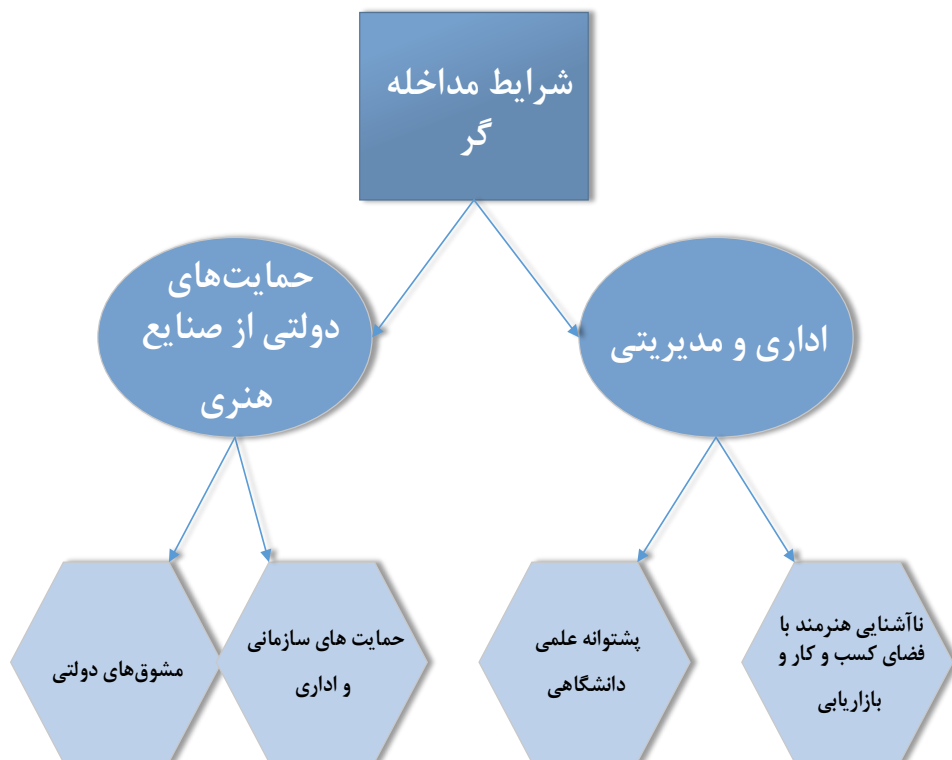 شرایط مداخله
گر
اداری و مدیریتی
حمایت‌های
دولتی از صنایع
هنری
ناآشنایی هنرمند با
فضای کسب و کار و
بازاریابی
پشتوانه علمی
دانشگاهی
حمایت های سازمانی
و اداری
مشوق‌های دولتی